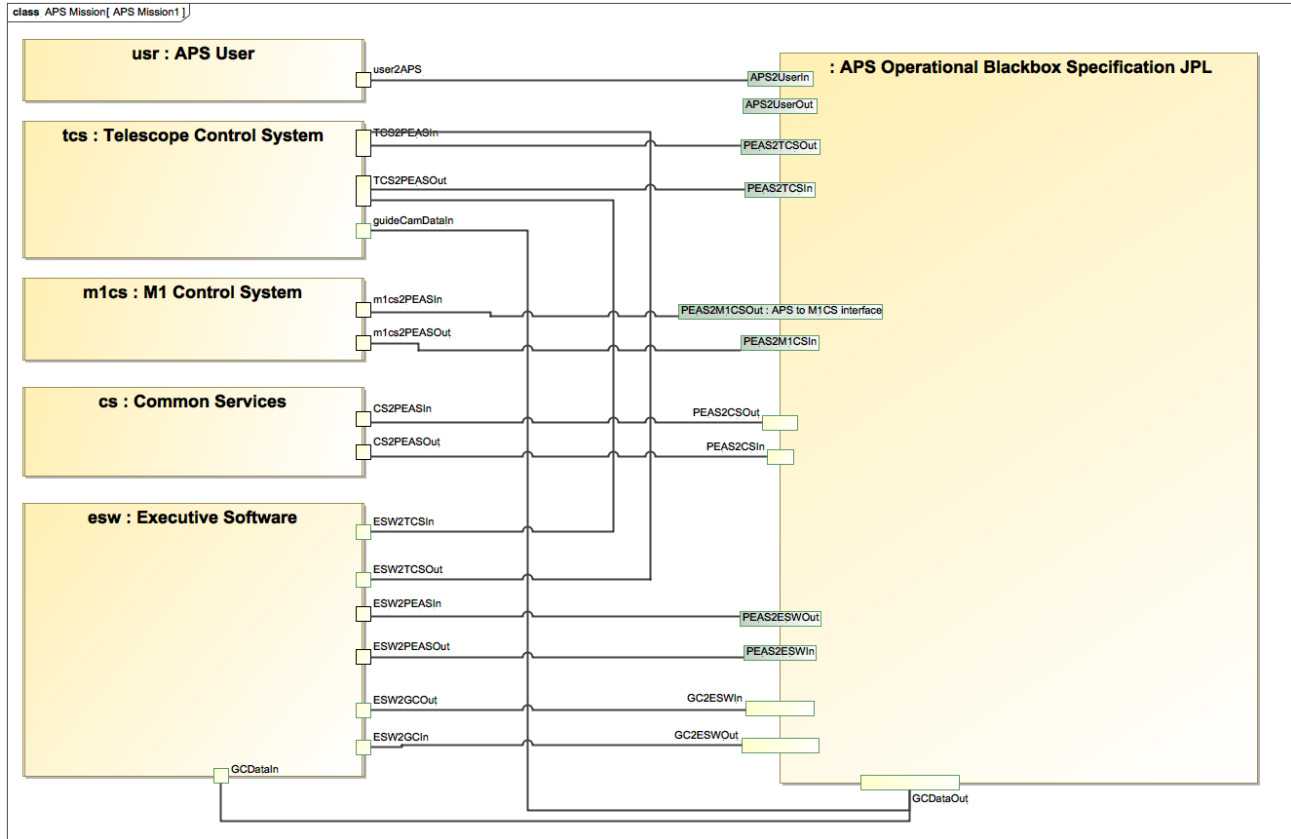 class APS Mission[ APS Mission1 ]
usr : APS User
user2APS
APS2UserIn
: APS Operational Blackbox Specification JPL
APS2UserOut
tcs : Telescope Control System
TCS2PEASIn
PEAS2TCSOut
TCS2PEASOut
PEAS2TCSIn
guideCamDataIn
m1cs : M1 Control System
m1cs2PEASIn
PEAS2M1CSOut : APS to M1CS interface
m1cs2PEASOut
PEAS2M1CSIn
cs : Common Services
CS2PEASIn
PEAS2CSOut
CS2PEASOut
PEAS2CSIn
esw : Executive Software
ESW2TCSIn
ESW2TCSOut
ESW2PEASIn
PEAS2ESWOut
ESW2PEASOut
PEAS2ESWIn
ESW2GCOut
GC2ESWIn
ESW2GCIn
GC2ESWOut
GCDataIn
GCDataOut